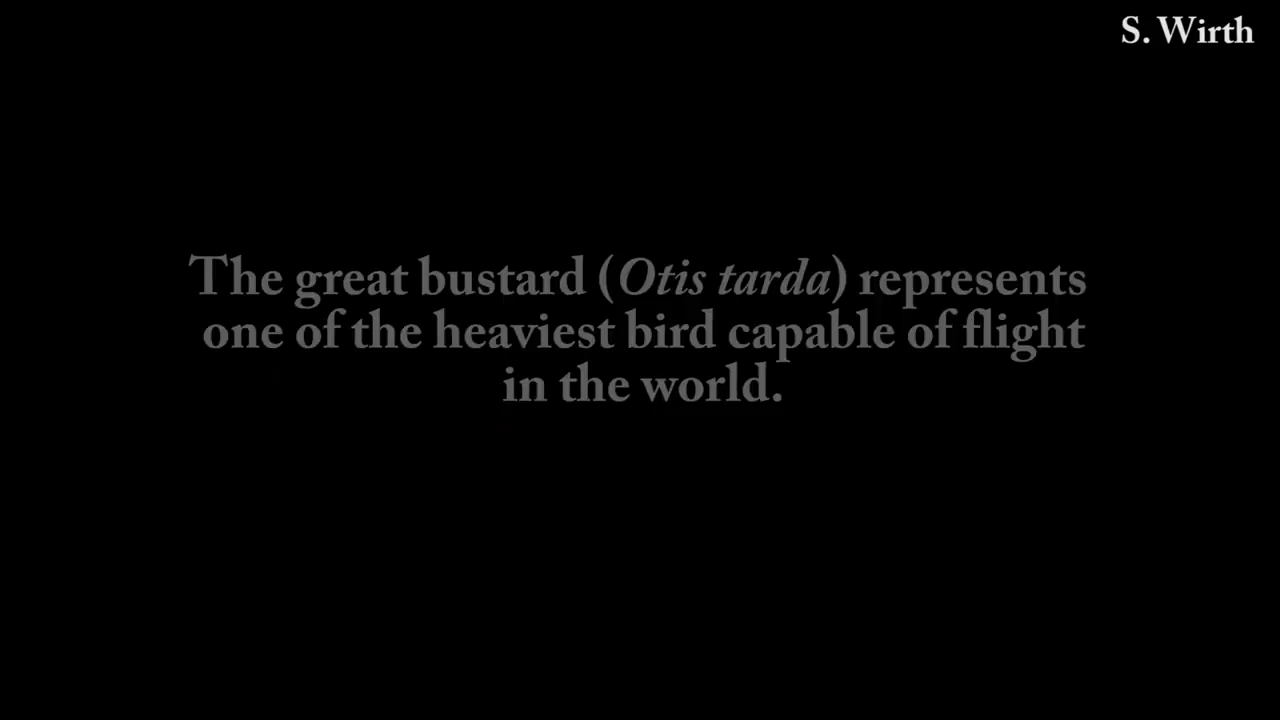 S. Wirth
The great bustard (Otis tarda) represents
one of the heaviest bird capable of flight
in the world.